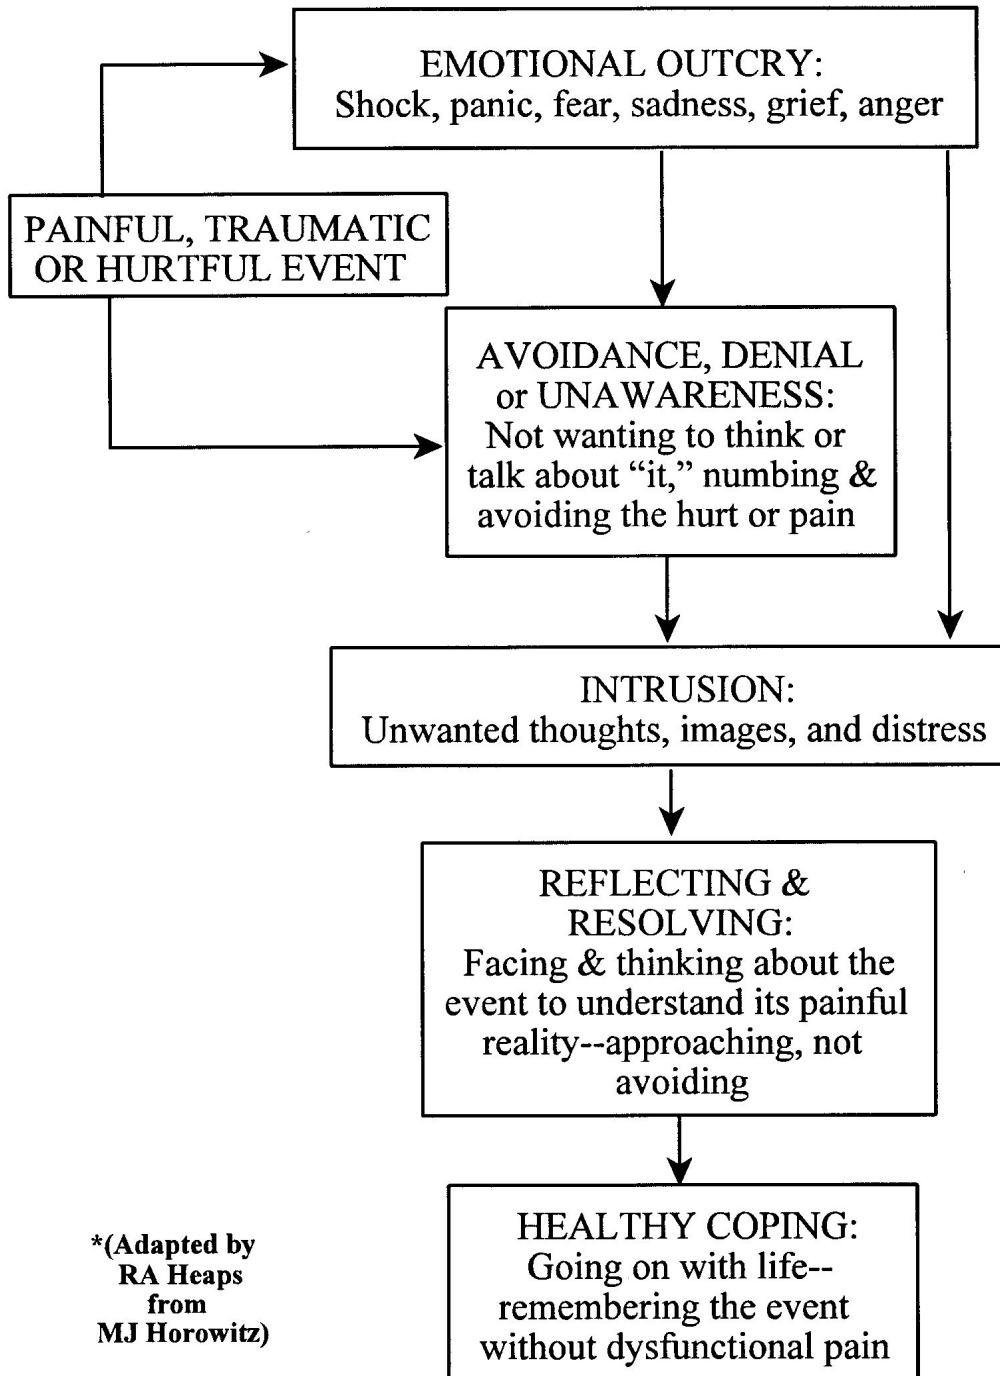 EMOTIONAL OUTCRY:
Shock, panic, fear, sadness, grief, anger
PAINFUL, TRAUMATIC
OR HURTFUL EVENT
AVOIDANCE, DENIAL
or UNAWARENESS:
Not wanting to think or
talk about “it,” numbing &
avoiding the hurt or pain
INTRUSION:
Unwanted thoughts, images, and distress
REFLECTING &
RESOLVING:
Facing & thinking about the
event to understand its painful
reality--approaching, not
avoiding
HEALTHY COPING:
Going on with life--
remembering the event
without dysfunctional pain
*(Adapted by
RA Heaps
from
MJ Horowitz)